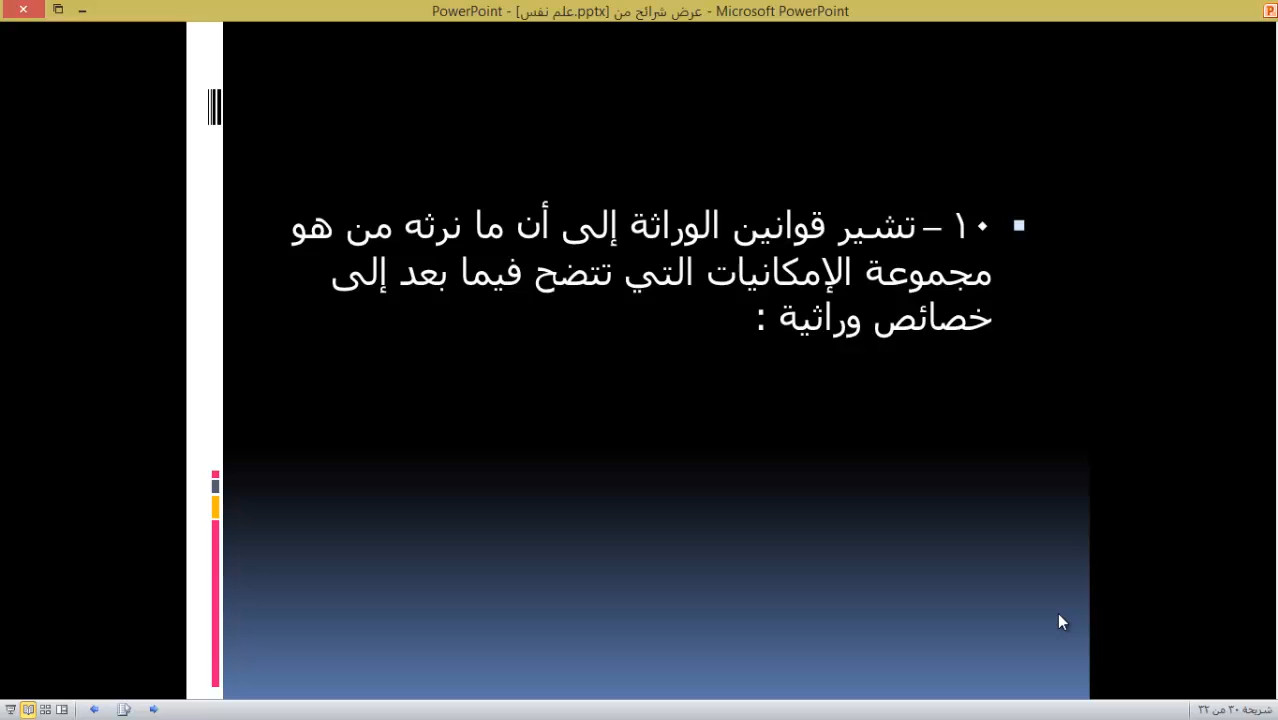 PowerPoint - [علم نفس.pptx] عرض شرائح من - Microsoft PowerPoint
١٠ – تشير قوانين الوراثة إلى أن ما نرثه من هو
مجموعة الإمكانيات التي تتضح فيما بعد إلى
خصائص وراثية :
شريحة ٣٠ من ٣٢